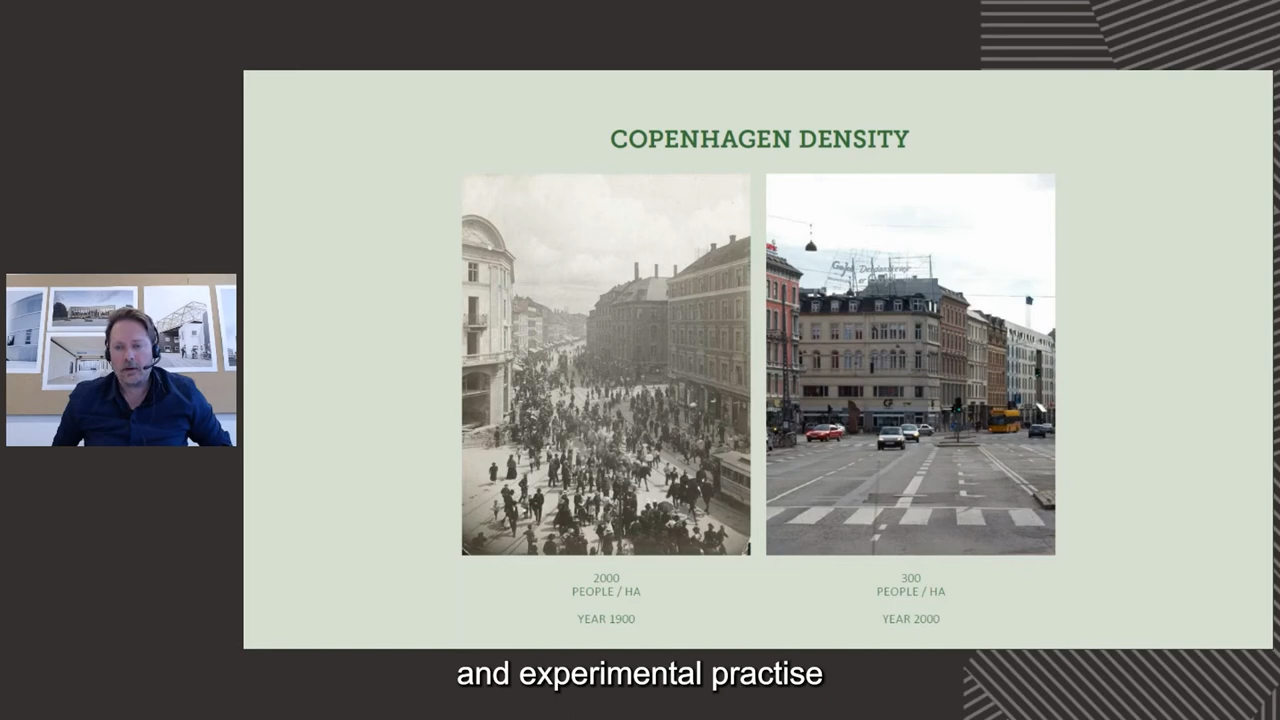 COPENHAGEN DENSITY
2000
PEOPLE / HA
YEAR 1900
300
PEOPLE / HA
YEAR 2000
and experimental practise